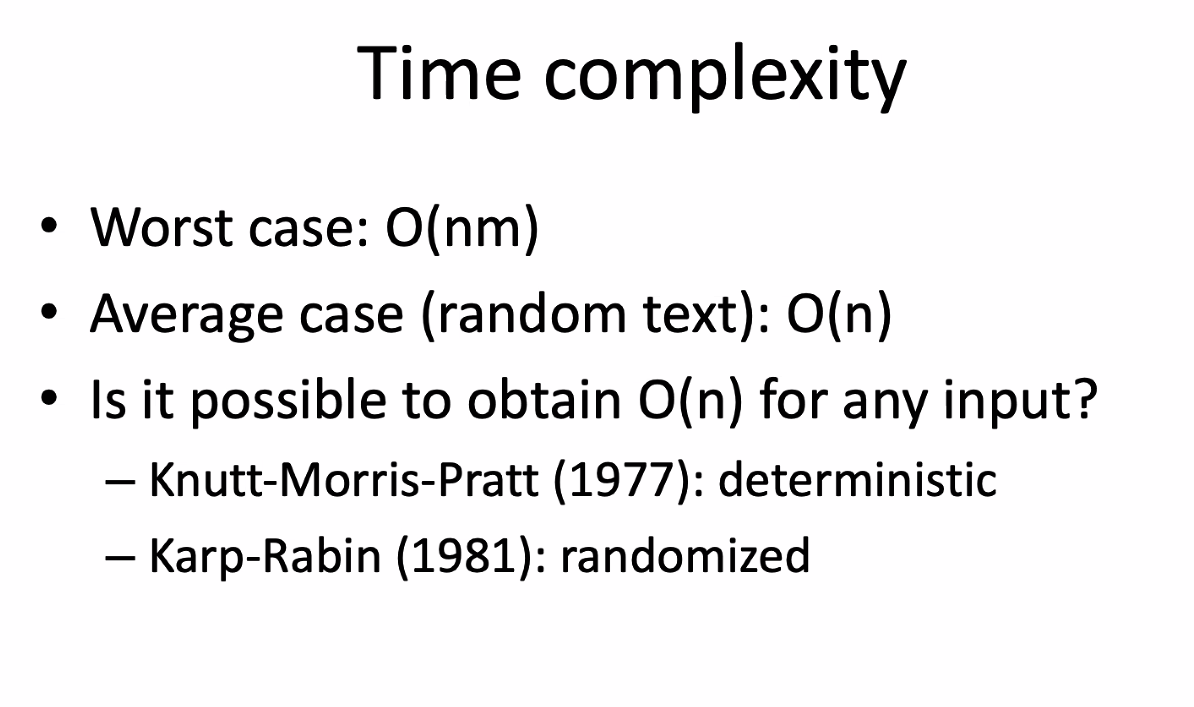 Time complexity
• Worst case: O(nm)
• Average case (random text): O(n)
• Is it possible to obtain O(n) for any input?
– Knutt-Morris-Pratt (1977): deterministic
– Karp-Rabin (1981): randomized